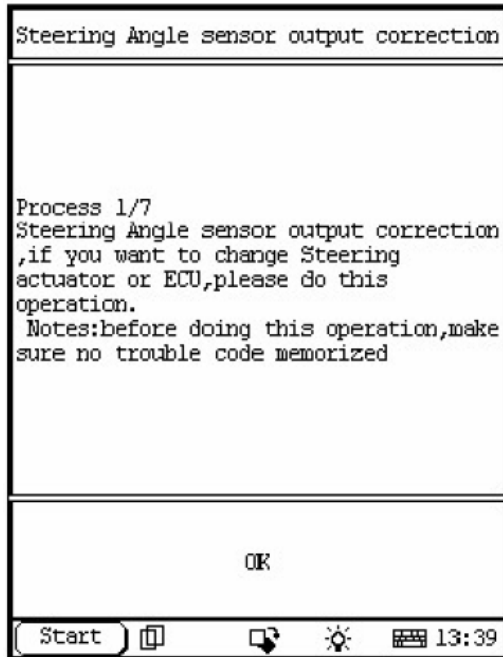 Steering Angle sensor output correction
Process 1/7
Steering Angle sensor output correction
,if you want to change Steering
actuator or ECU,please do this
operation.
Notes:before doing this operation,make
sure no trouble code memorized
OK
Start 13:39